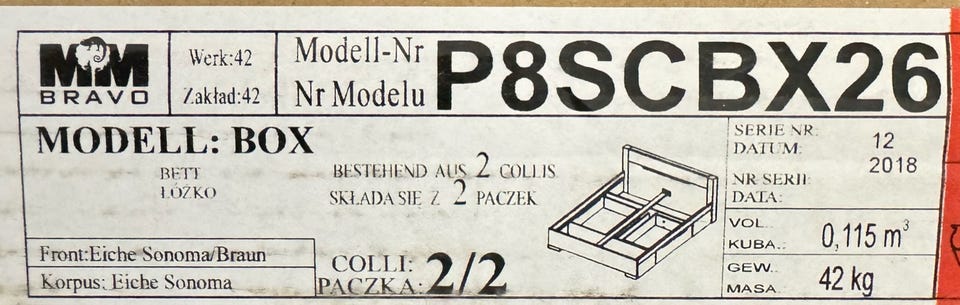 MM
BRAVO
Werk:42
Zakład:42
Modell-Nr
Nr Modelu
P8SCBX26
MODELL: BOX
BETT
ŁÓŻKO
BESTEHEND AUS 2 COLLIS
SKŁADA SIĘ Z 2 PACZEK
SERIE NR:
DATUM:
12
2018
NR SERII:
DATA:
VOL.
KUBA.:
0,115 m³
Front:Eiche Sonoma/Braun
Korpus: Eiche Sonoma
COLLI:
PACZKA:
2/2
GEW..
MASA.:
42 kg